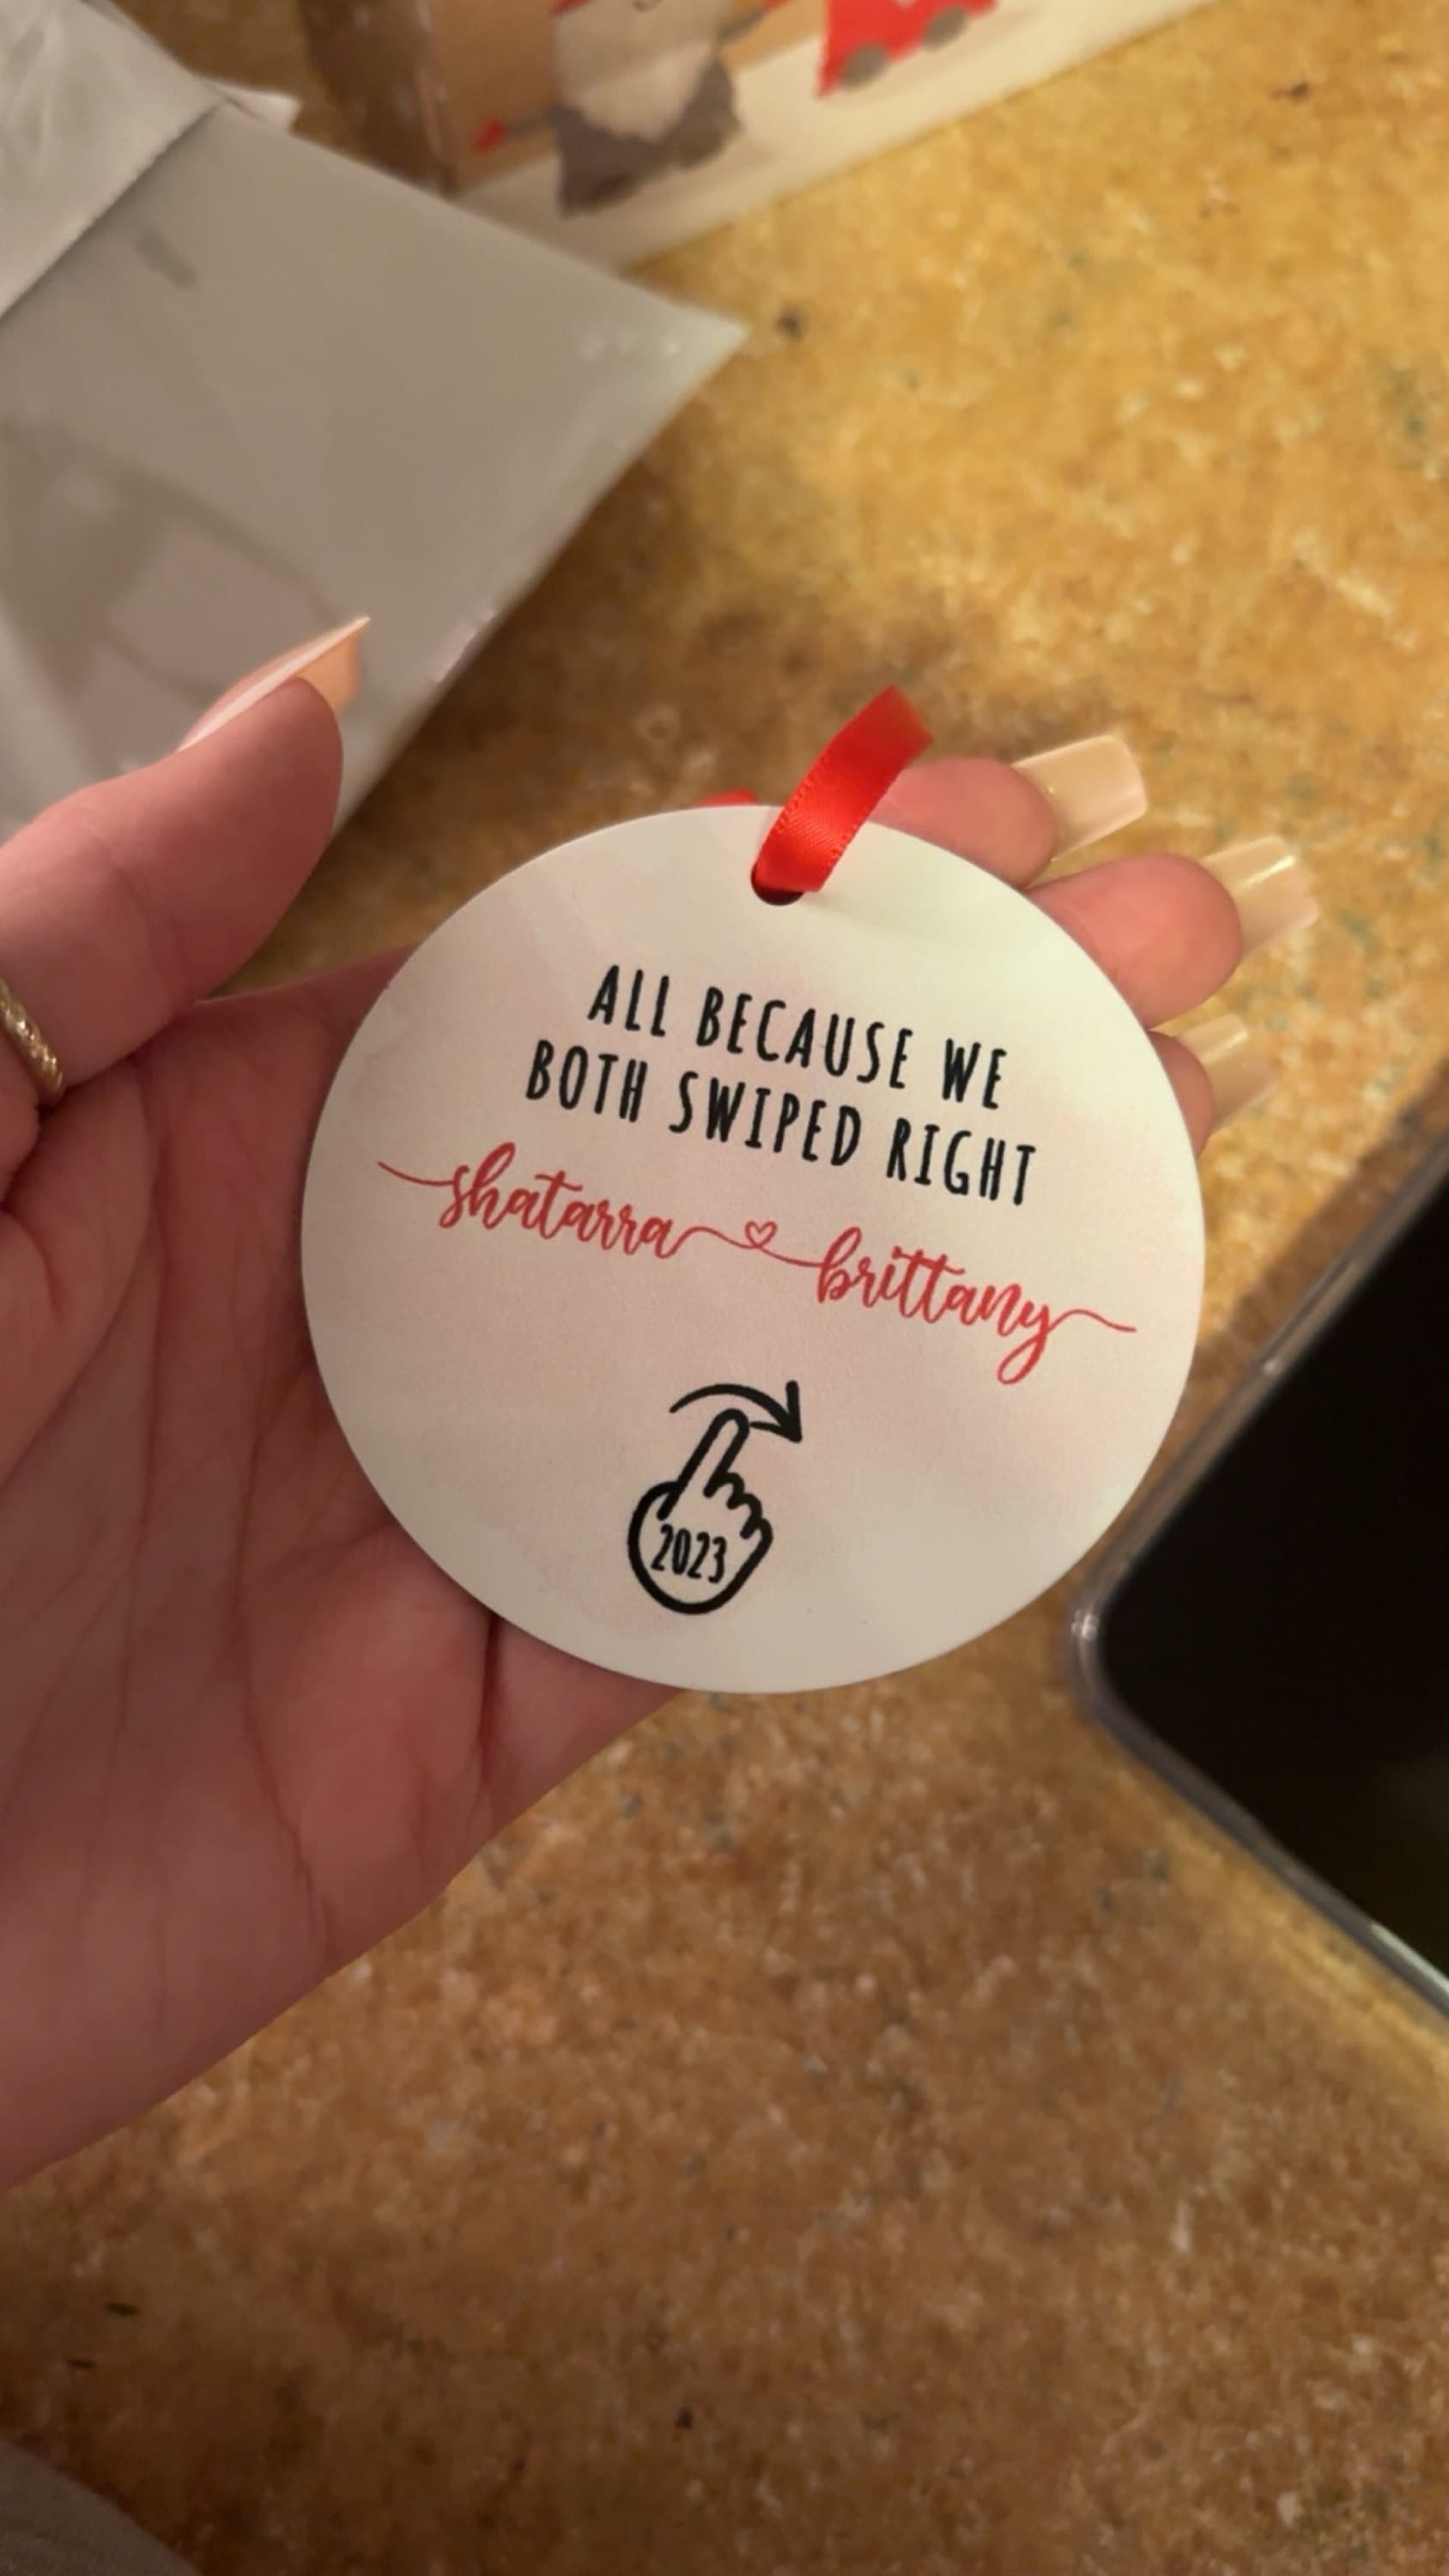 ALL BECAUSE WE
BOTH SWIPED RIGHT
shatarra brittany
2023